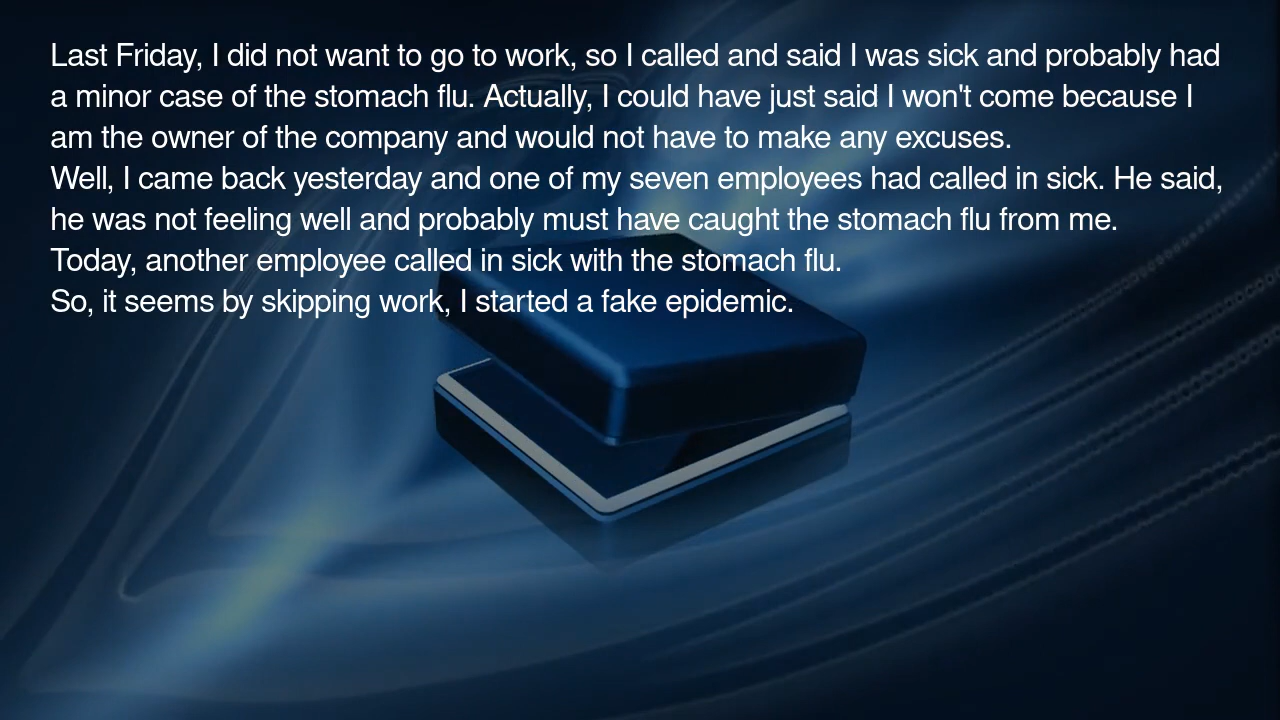 Last Friday, I did not want to go to work, so I called and said I was sick and probably had
a minor case of the stomach flu. Actually, I could have just said I won't come because I
am the owner of the company and would not have to make any excuses.
Well, I came back yesterday and one of my seven employees had called in sick. He said,
he was not feeling well and probably must have caught the stomach flu from me.
Today, another employee called in sick with the stomach flu.
So, it seems by skipping work, I started a fake epidemic.